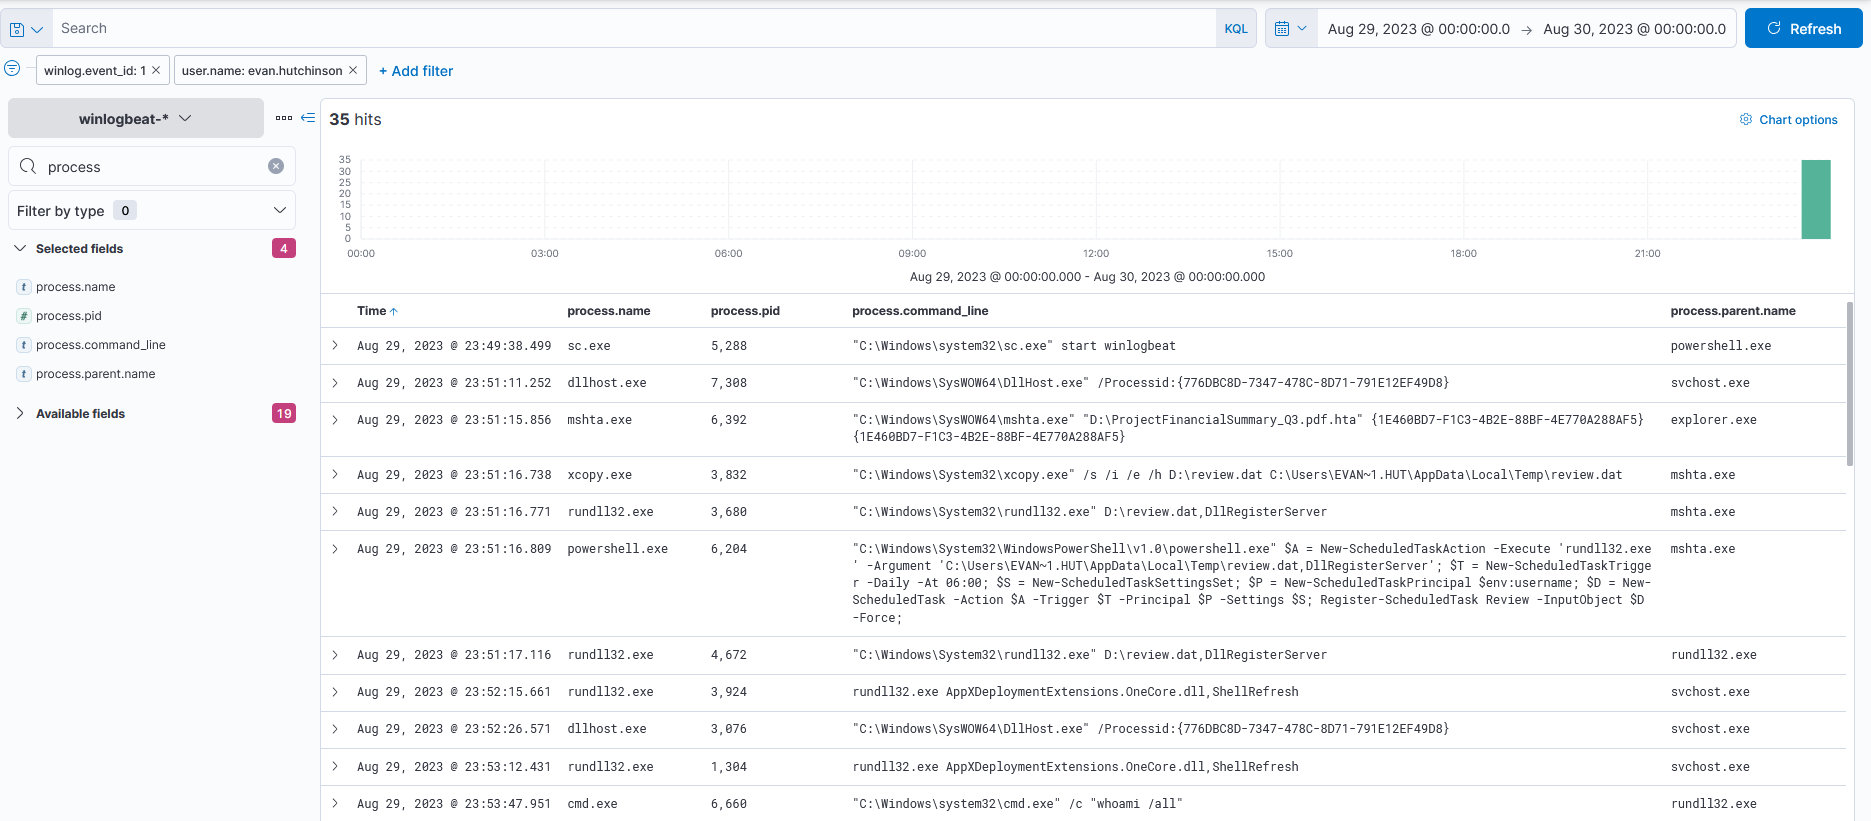 Search
KQL
Aug 29, 2023 @ 00:00:00.0 → Aug 30, 2023 @ 00:00:00.0
Refresh
winlog.event_id: 1 ×
user.name: evan.hutchinson ×
+ Add filter
winlogbeat-*
process
Filter by type 0
Selected fields 4
t process.name
# process.pid
t process.command_line
t process.parent.name
Available fields 19
35 hits
Chart options
35
30
25
20
15
10
5
0
00:00 03:00 06:00 09:00 12:00 15:00 18:00 21:00
Aug 29, 2023 @ 00:00:00.000 - Aug 30, 2023 @ 00:00:00.000
Time ↑ process.name process.pid process.command_line process.parent.name
Aug 29, 2023 @ 23:49:38.499 sc.exe 5,288 "C:\Windows\system32\sc.exe" start winlogbeat powershell.exe
Aug 29, 2023 @ 23:51:11.252 dllhost.exe 7,308 "C:\Windows\SysWOW64\DllHost.exe" /Processid:{776DBC8D-7347-478C-8D71-791E12EF49D8} svchost.exe
Aug 29, 2023 @ 23:51:15.856 mshta.exe 6,392 "C:\Windows\SysWOW64\mshta.exe" "D:\ProjectFinancialSummary_Q3.pdf.hta" {1E460BD7-F1C3-4B2E-88BF-4E770A288AF5} explorer.exe
{1E460BD7-F1C3-4B2E-88BF-4E770A288AF5}
Aug 29, 2023 @ 23:51:16.738 xcopy.exe 3,832 "C:\Windows\System32\xcopy.exe" /s /i /e /h D:\review.dat C:\Users\EVAN~1.HUT\AppData\Local\Temp\review.dat mshta.exe
Aug 29, 2023 @ 23:51:16.771 rundll32.exe 3,680 "C:\Windows\System32\rundll32.exe" D:\review.dat,DllRegisterServer mshta.exe
Aug 29, 2023 @ 23:51:16.809 powershell.exe 6,204 "C:\Windows\System32\WindowsPowerShell\v1.0\powershell.exe" $A = New-ScheduledTaskAction -Execute 'rundll32.exe mshta.exe
' -Argument 'C:\Users\EVAN~1.HUT\AppData\Local\Temp\review.dat,DllRegisterServer'; $T = New-ScheduledTaskTrigge
r -Daily -At 06:00; $S = New-ScheduledTaskSettingsSet; $P = New-ScheduledTaskPrincipal $env:username; $D = New-
ScheduledTask -Action $A -Trigger $T -Principal $P -Settings $S; Register-ScheduledTask Review -InputObject $D
-Force;
Aug 29, 2023 @ 23:51:17.116 rundll32.exe 4,672 "C:\Windows\System32\rundll32.exe" D:\review.dat,DllRegisterServer rundll32.exe
Aug 29, 2023 @ 23:52:15.661 rundll32.exe 3,924 rundll32.exe AppXDeploymentExtensions.OneCore.dll,ShellRefresh svchost.exe
Aug 29, 2023 @ 23:52:26.571 dllhost.exe 3,076 "C:\Windows\SysWOW64\DllHost.exe" /Processid:{776DBC8D-7347-478C-8D71-791E12EF49D8} svchost.exe
Aug 29, 2023 @ 23:53:12.431 rundll32.exe 1,304 rundll32.exe AppXDeploymentExtensions.OneCore.dll,ShellRefresh svchost.exe
Aug 29, 2023 @ 23:53:47.951 cmd.exe 6,660 "C:\Windows\system32\cmd.exe" /c "whoami /all" rundll32.exe